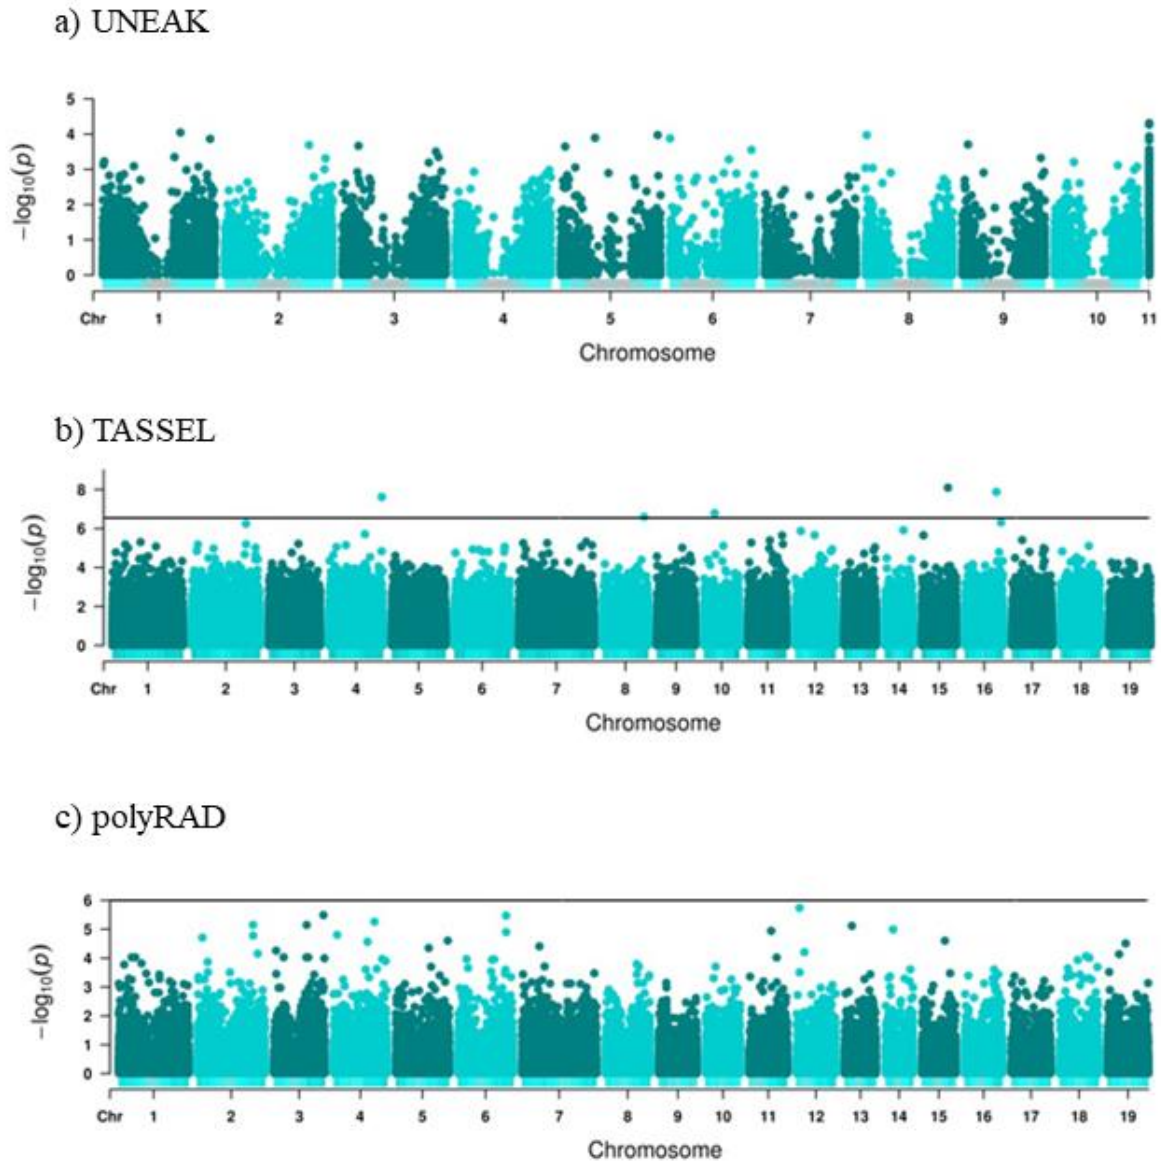 a) UNEAK
−log10(p)
5
4
3
2
1
0
Chr 1 2 3 4 5 6 7 8 9 10 11
Chromosome
b) TASSEL
−log10(p)
8
6
4
2
0
Chr 1 2 3 4 5 6 7 8 9 10 11 12 13 14 15 16 17 18 19
Chromosome
c) polyRAD
−log10(p)
6
5
4
3
2
1
0
Chr 1 2 3 4 5 6 7 8 9 10 11 12 13 14 15 16 17 18 19
Chromosome